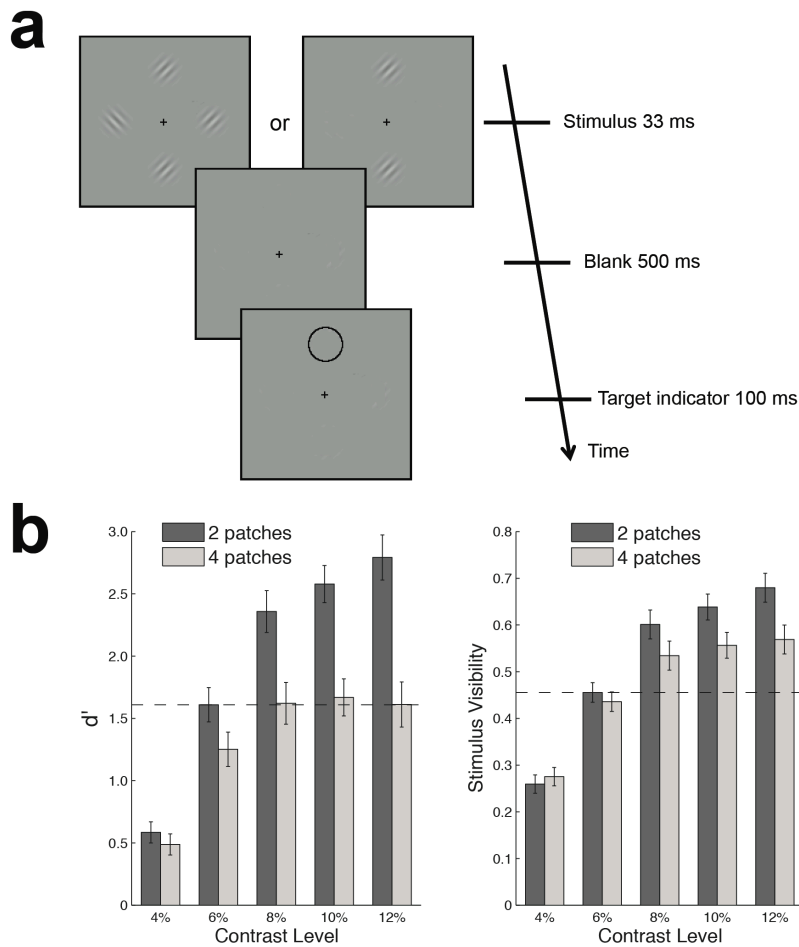 a
or
Stimulus 33 ms
Blank 500 ms
Target indicator 100 ms
Time
b
2 patches
4 patches
3.0
2.5
2.0
1.5
1.0
0.5
0
d'
4% 6% 8% 10% 12%
Contrast Level
2 patches
4 patches
0.8
0.7
0.6
0.5
0.4
0.3
0.2
0.1
0
Stimulus Visibility
4% 6% 8% 10% 12%
Contrast Level